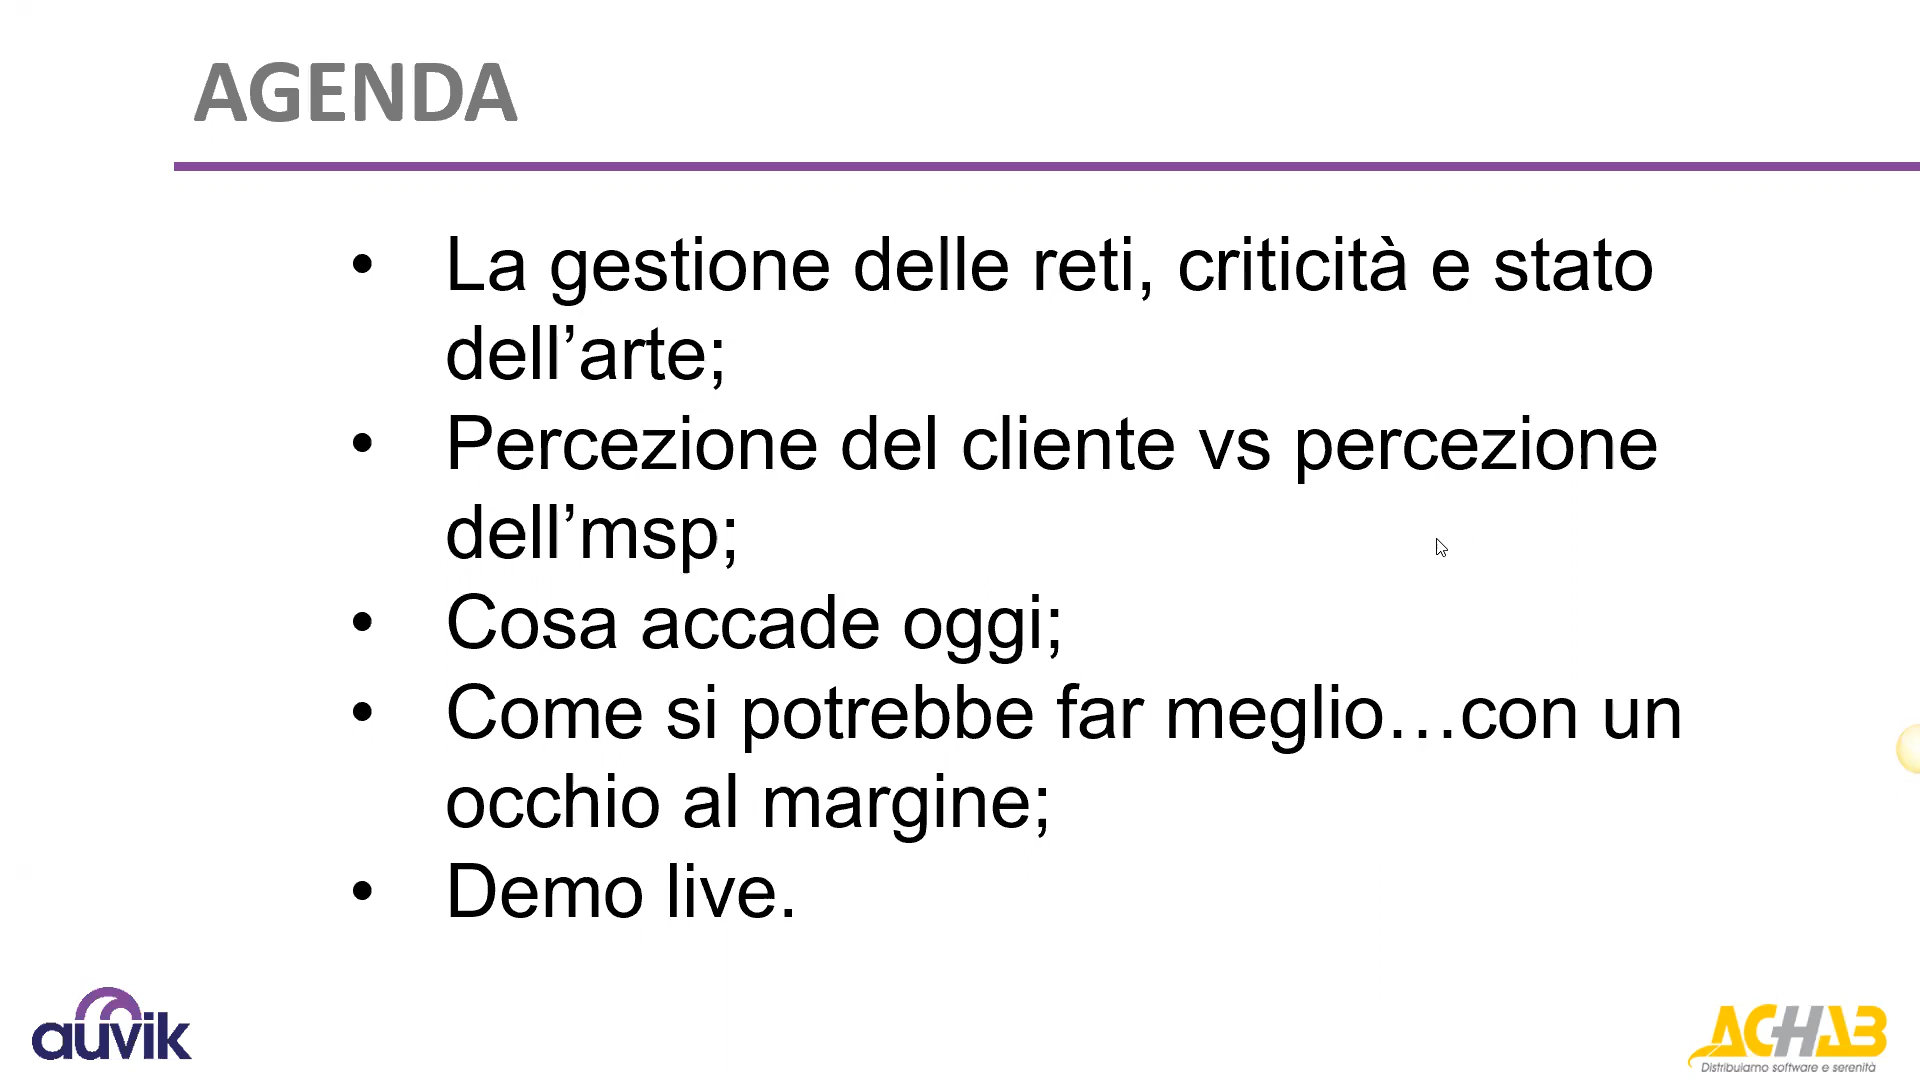 AGENDA
• La gestione delle reti, criticità e stato
dell’arte;
• Percezione del cliente vs percezione
dell’msp;
• Cosa accade oggi;
• Come si potrebbe far meglio…con un
occhio al margine;
• Demo live.
auvik
ACHAB
Distribuiamo software e serenità